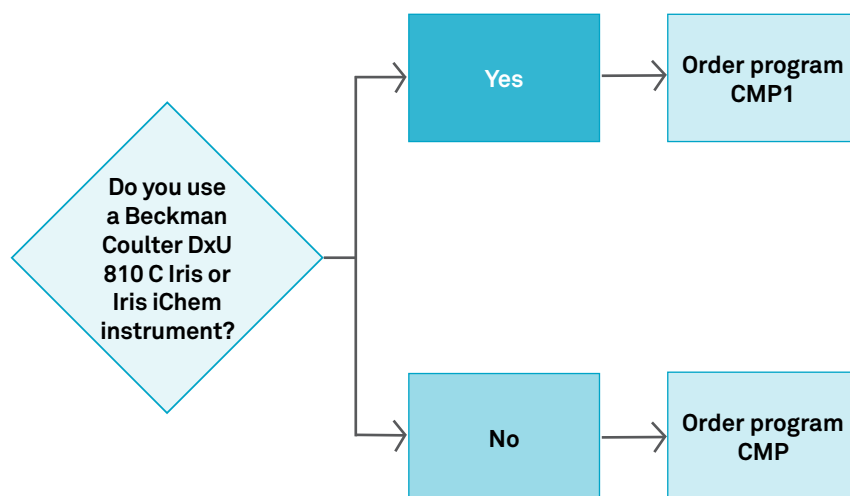 Do you use
a Beckman
Coulter DxU
810 C Iris or
Iris iChem
instrument?
Yes
Order program
CMP1
No
Order program
CMP